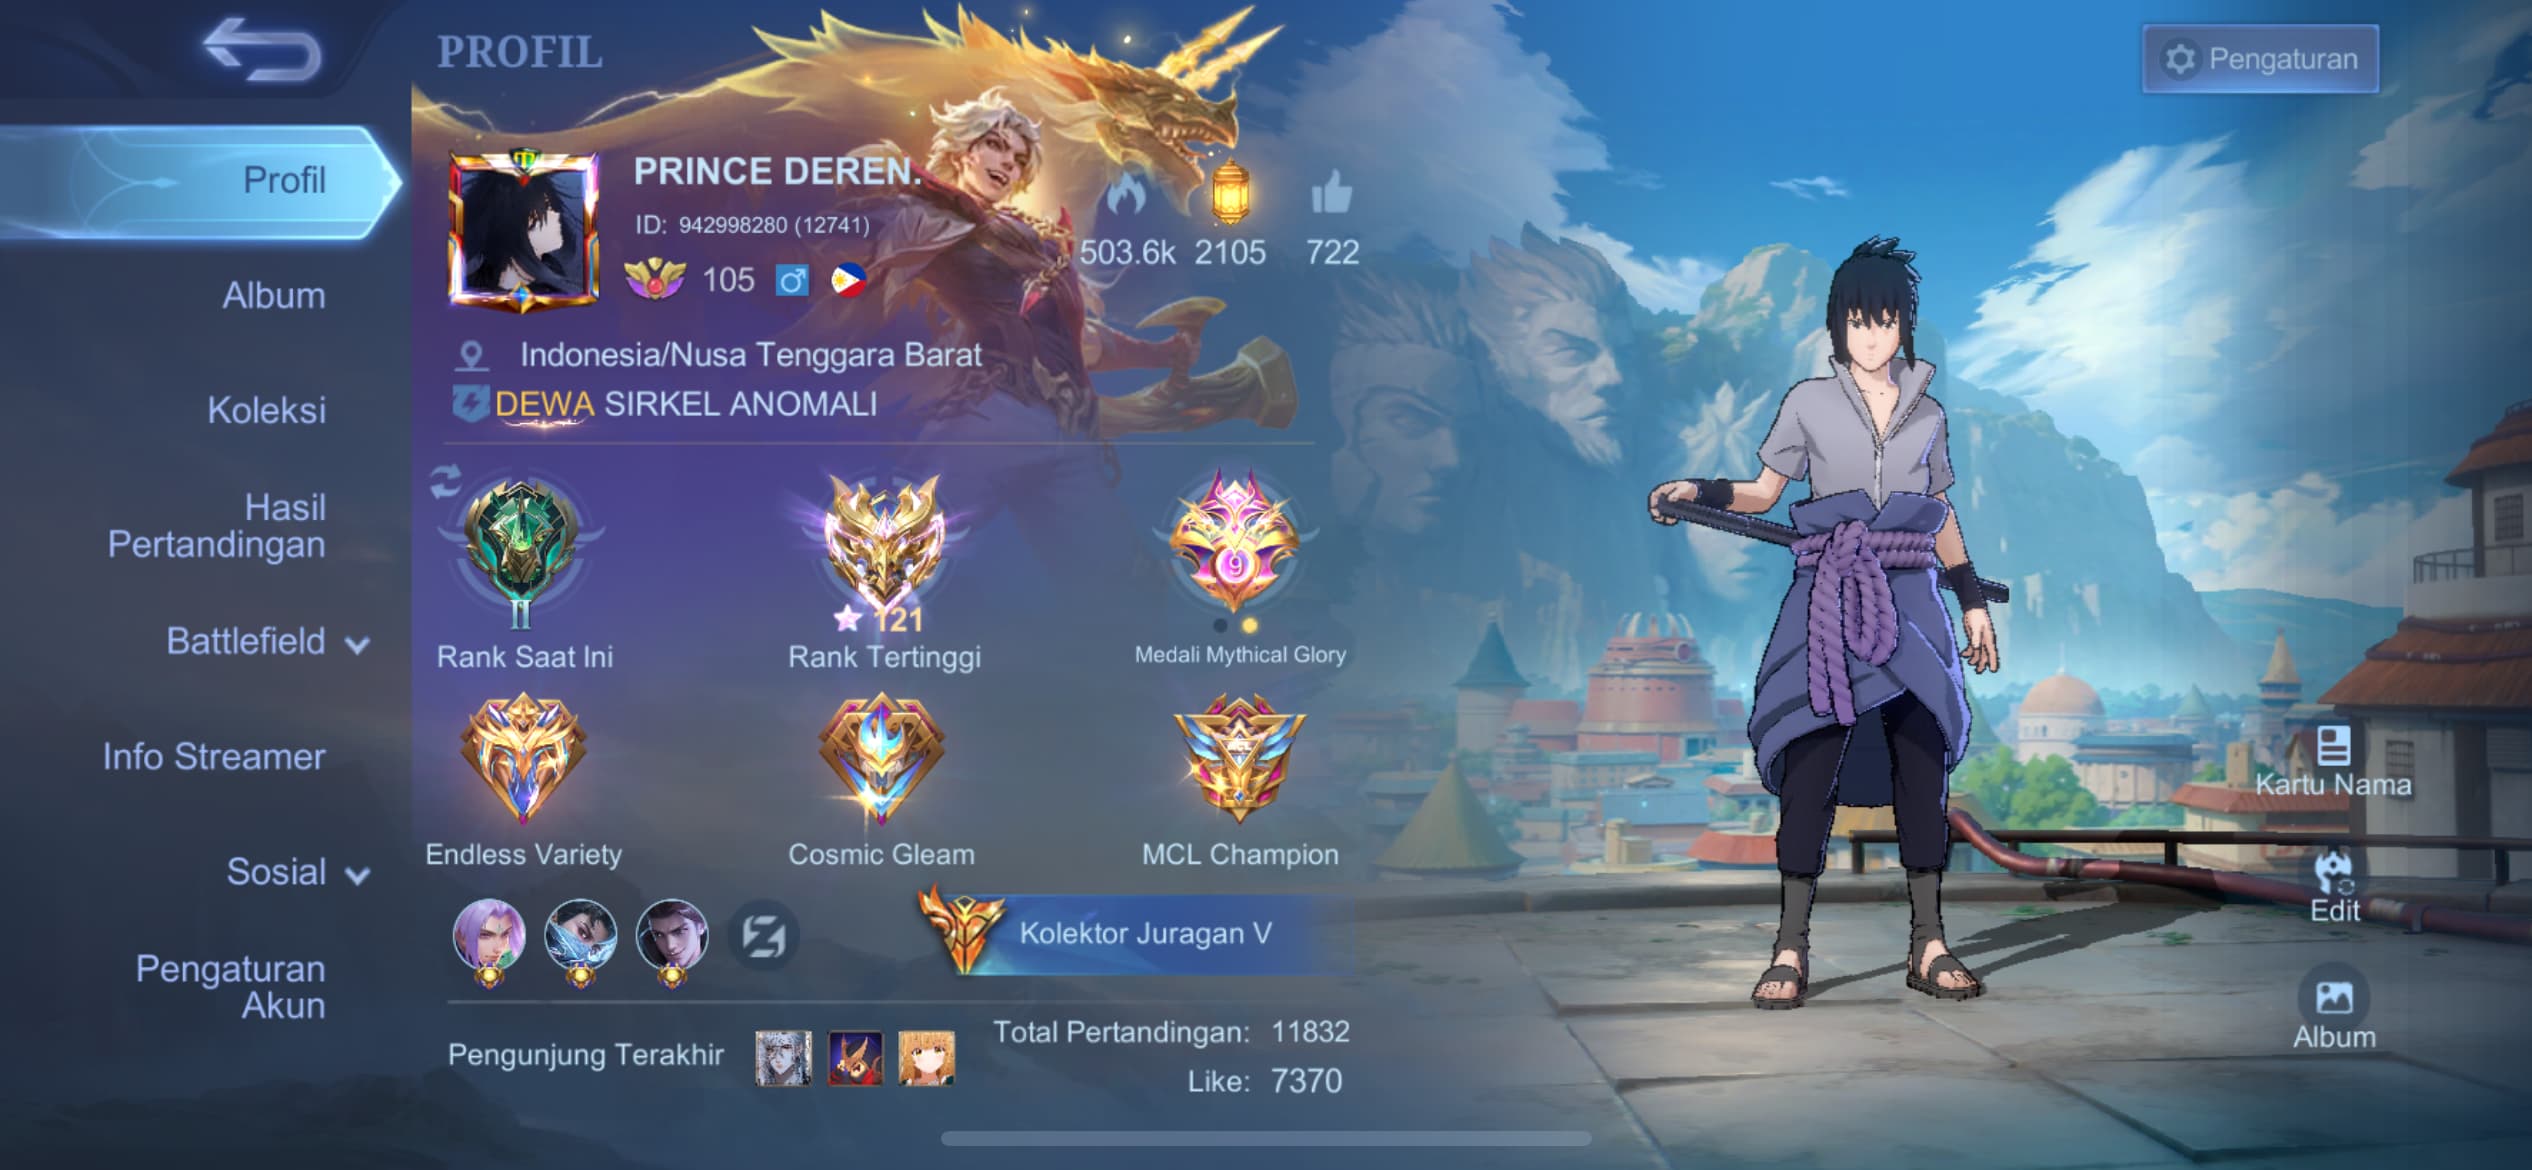 PROFIL
Pengaturan
Profil
Album
Koleksi
Hasil
Pertandingan
Battlefield
Info Streamer
Sosial
Pengaturan
Akun
PRINCE DEREN.
ID: 942998280 (12741)
105
503.6k
2105
722
Indonesia/Nusa Tenggara Barat
DEWA SIRKEL ANOMALI
II
121
9
Rank Saat Ini
Rank Tertinggi
Medali Mythical Glory
MCL
Endless Variety
Cosmic Gleam
MCL Champion
Kolektor Juragan V
Pengunjung Terakhir
Total Pertandingan: 11832
Like: 7370
Kartu Nama
Edit
Album